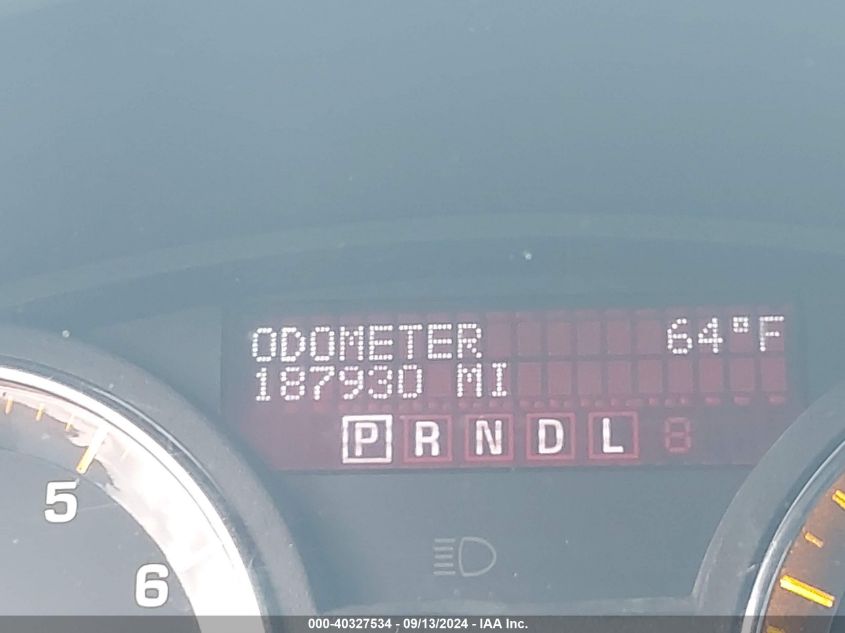 ODOMETER 64°F
187930 MI
P R N D L 8
5
6
000-40327534 - 09/13/2024 - IAA Inc.